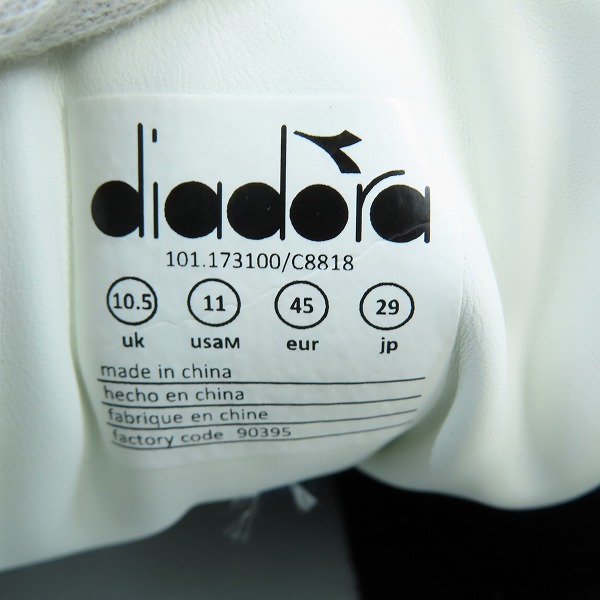 diadora
101.173100/C8818
10.5 11 45 29
uk usaM eur jp
made in china
hecho en china
fabrique en chine
factory code 90395